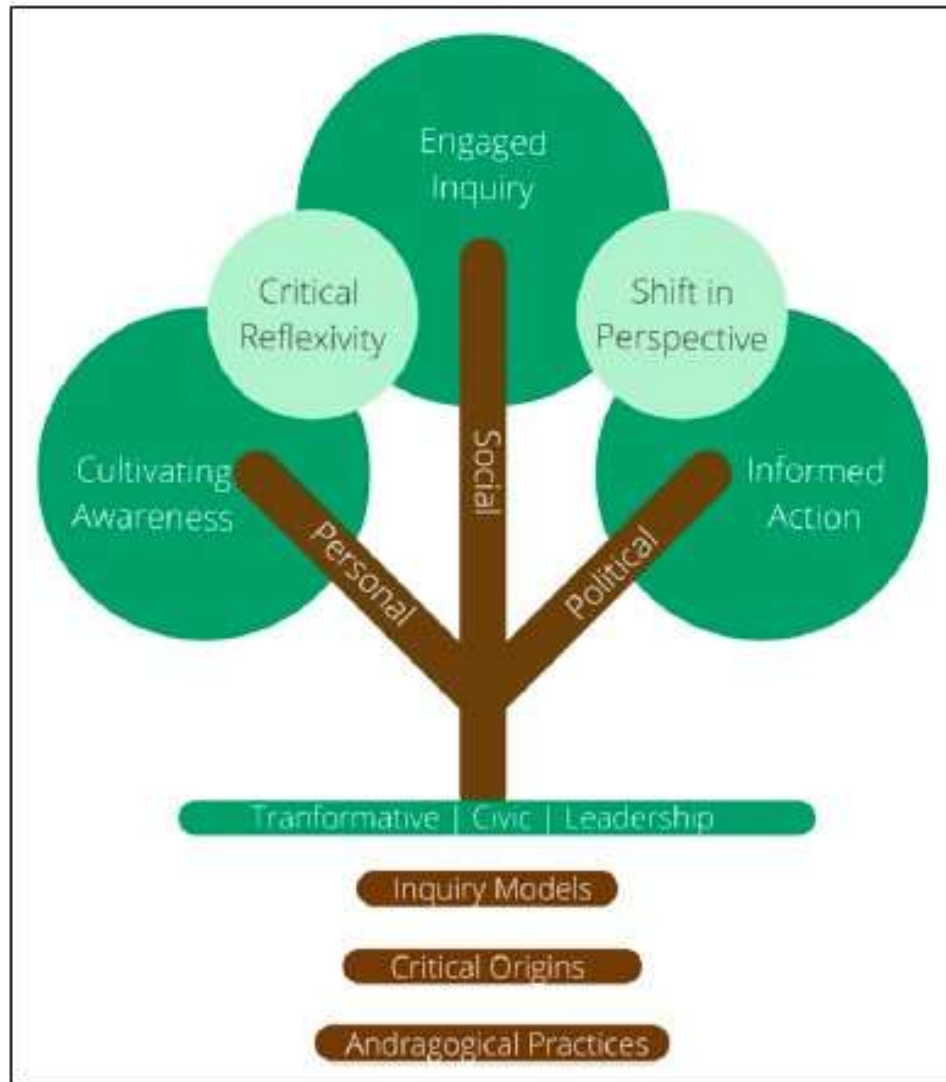 Engaged
Inquiry
Critical
Reflexivity
Shift in
Perspective
Cultivating
Awareness
Informed
Action
Personal
Social
Political
Tranformative | Civic | Leadership
Inquiry Models
Critical Origins
Andragogical Practices